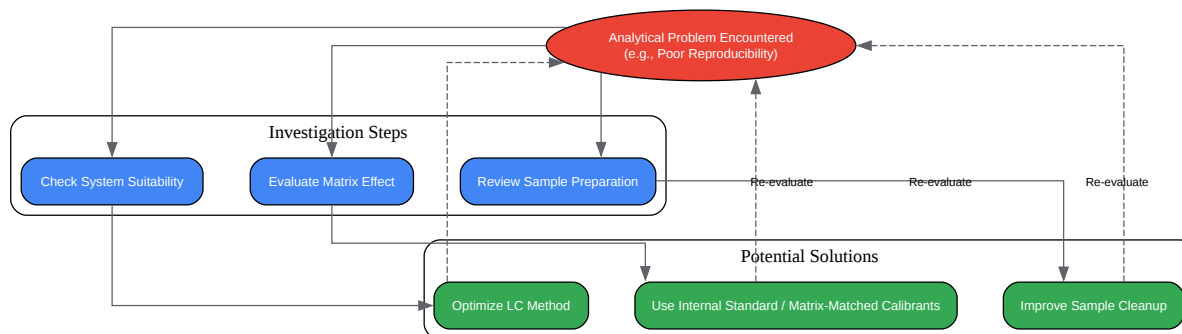 Analytical Problem Encountered
(e.g., Poor Reproducibility)
Investigation Steps
Check System Suitability
Evaluate Matrix Effect
Review Sample Preparation
Re-evaluate
Re-evaluate
Re-evaluate
Potential Solutions
Optimize LC Method
Use Internal Standard / Matrix-Matched Calibrants
Improve Sample Cleanup